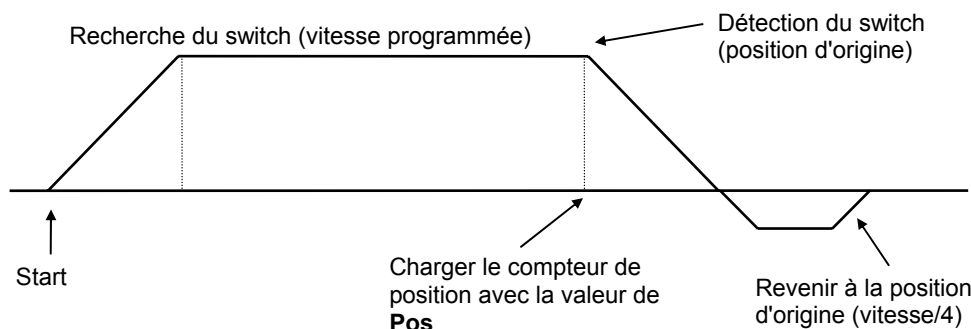 Recherche du switch (vitesse programmée)
Détection du switch
(position d'origine)
Start
Charger le compteur de
position avec la valeur de
Pos
Revenir à la position
d'origine (vitesse/4)